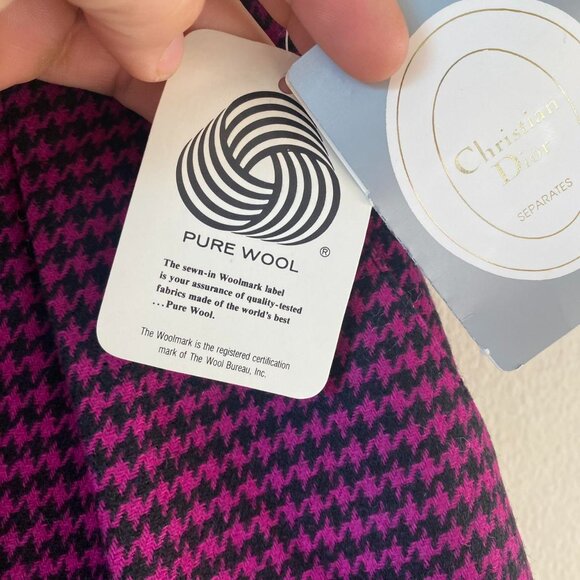 PURE WOOL
®
The sewn-in Woolmark label
is your assurance of quality-tested
fabrics made of the world's best
...Pure Wool.
The Woolmark is the registered certification
mark of The Wool Bureau, Inc.
Christian
Dior
SEPARATES